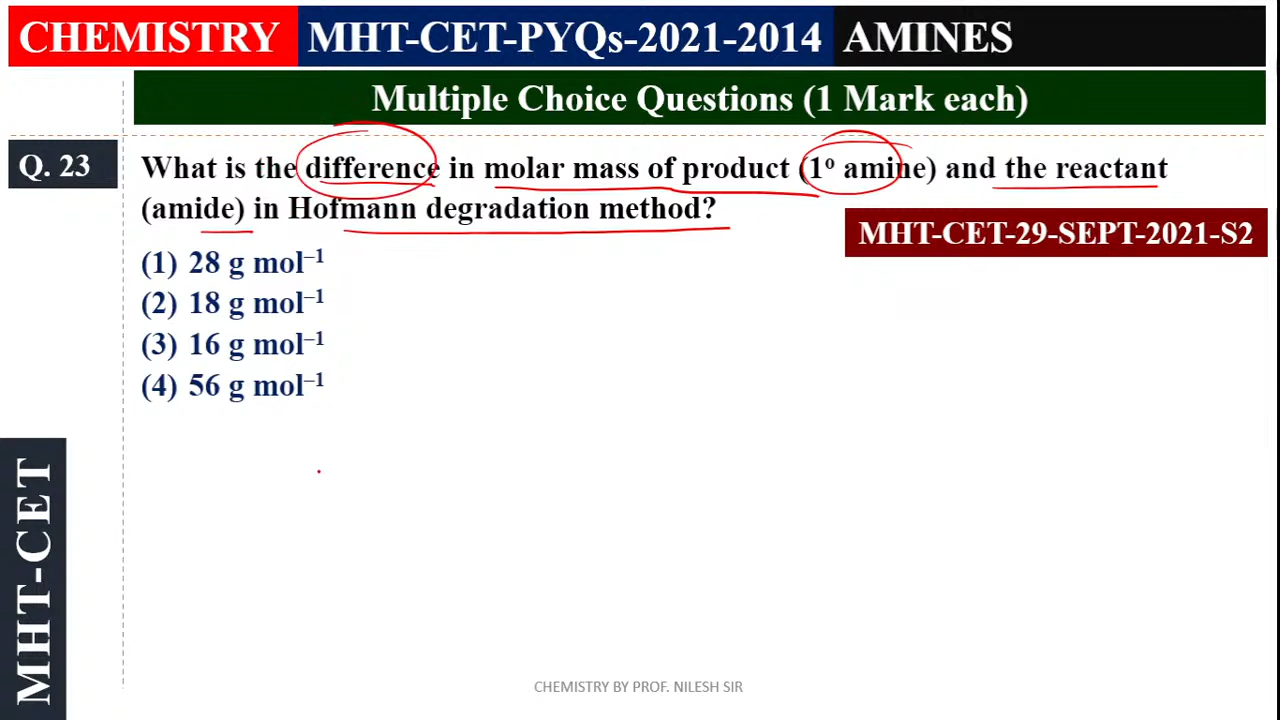 CHEMISTRY MHT-CET-PYQs-2021-2014 AMINES
Multiple Choice Questions (1 Mark each)
Q. 23
What is the difference in molar mass of product (1º amine) and the reactant
(amide) in Hofmann degradation method?
MHT-CET-29-SEPT-2021-S2
(1) 28 g mol⁻¹
(2) 18 g mol⁻¹
(3) 16 g mol⁻¹
(4) 56 g mol⁻¹
MHT-CET
CHEMISTRY BY PROF. NILESH SIR